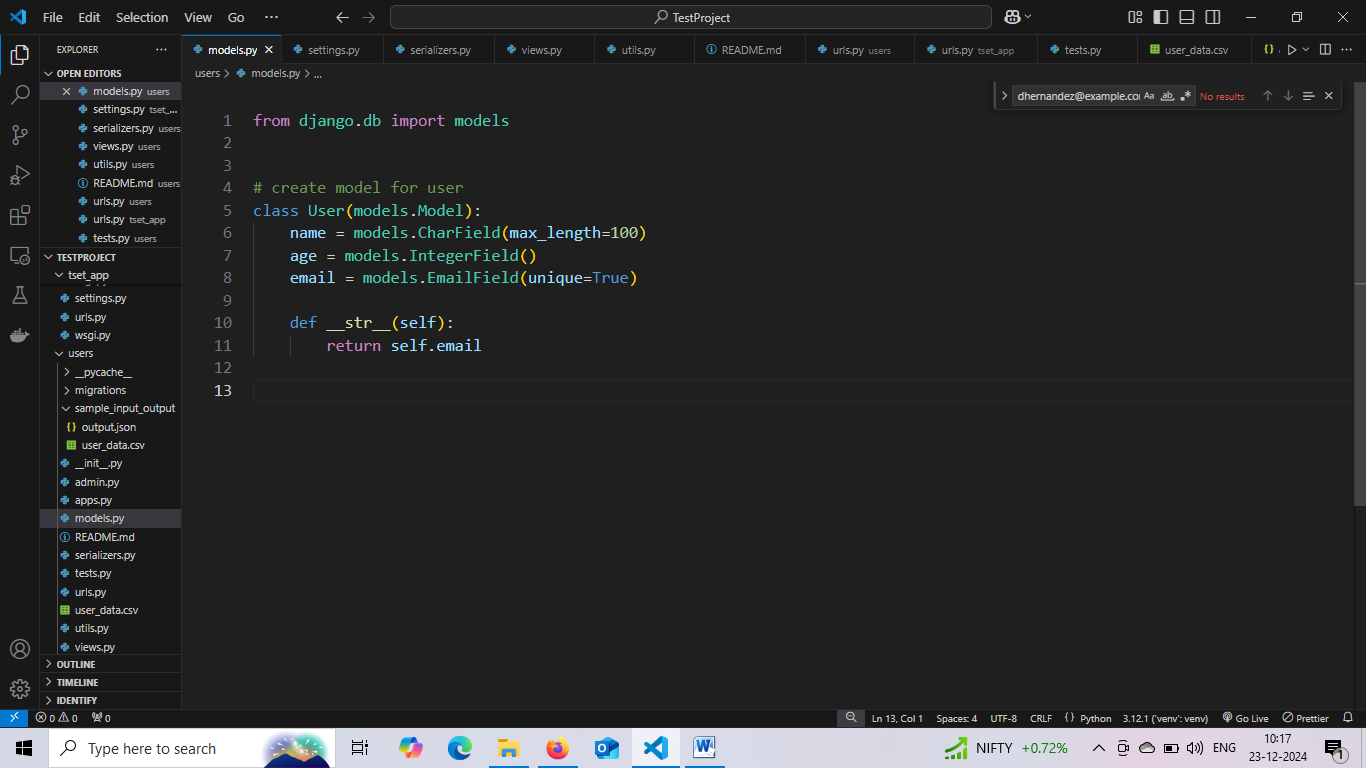 File Edit Selection View Go ··· TestProject
EXPLORER ···
OPEN EDITORS
models.py users
settings.py tset_...
serializers.py users
views.py users
utils.py users
README.md users
urls.py users
urls.py tset_app
tests.py users
TESTPROJECT
tset_app
settings.py
urls.py
wsgi.py
users
__pycache__
migrations
sample_input_output
output.json
user_data.csv
__init__.py
admin.py
apps.py
models.py
README.md
serializers.py
tests.py
urls.py
user_data.csv
utils.py
views.py
OUTLINE
TIMELINE
IDENTIFY
models.py settings.py serializers.py views.py utils.py README.md urls.py users urls.py tset_app tests.py user_data.csv
users > models.py > ...
dhernandez@example.co Aa ab No results
1 from django.db import models
2
3
4 # create model for user
5 class User(models.Model):
6 name = models.CharField(max_length=100)
7 age = models.IntegerField()
8 email = models.EmailField(unique=True)
9
10 def __str__(self):
11 return self.email
12
13
0 0 0 Ln 13, Col 1 Spaces: 4 UTF-8 CRLF { } Python 3.12.1 ('venv': venv) Go Live Prettier
Type here to search NIFTY +0.72% ENG 10:17
23-12-2024 1